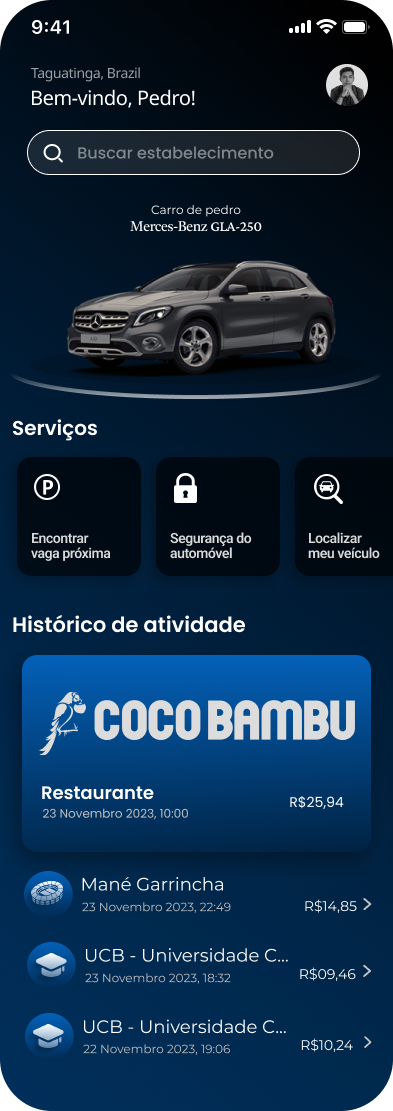 9:41
Taguatinga, Brazil
Bem-vindo, Pedro!
Buscar estabelecimento
Carro de pedro
Merces-Benz GLA-250
Serviços
Encontrar
vaga próxima
Segurança do
automóvel
Localizar
meu veículo
Histórico de atividade
COCO BAMBU
Restaurante
23 Novembro 2023, 10:00
R$25,94
Mané Garrincha
23 Novembro 2023, 22:49
R$14,85
UCB - Universidade C...
23 Novembro 2023, 18:32
R$09,46
UCB - Universidade C...
22 Novembro 2023, 19:06
R$10,24